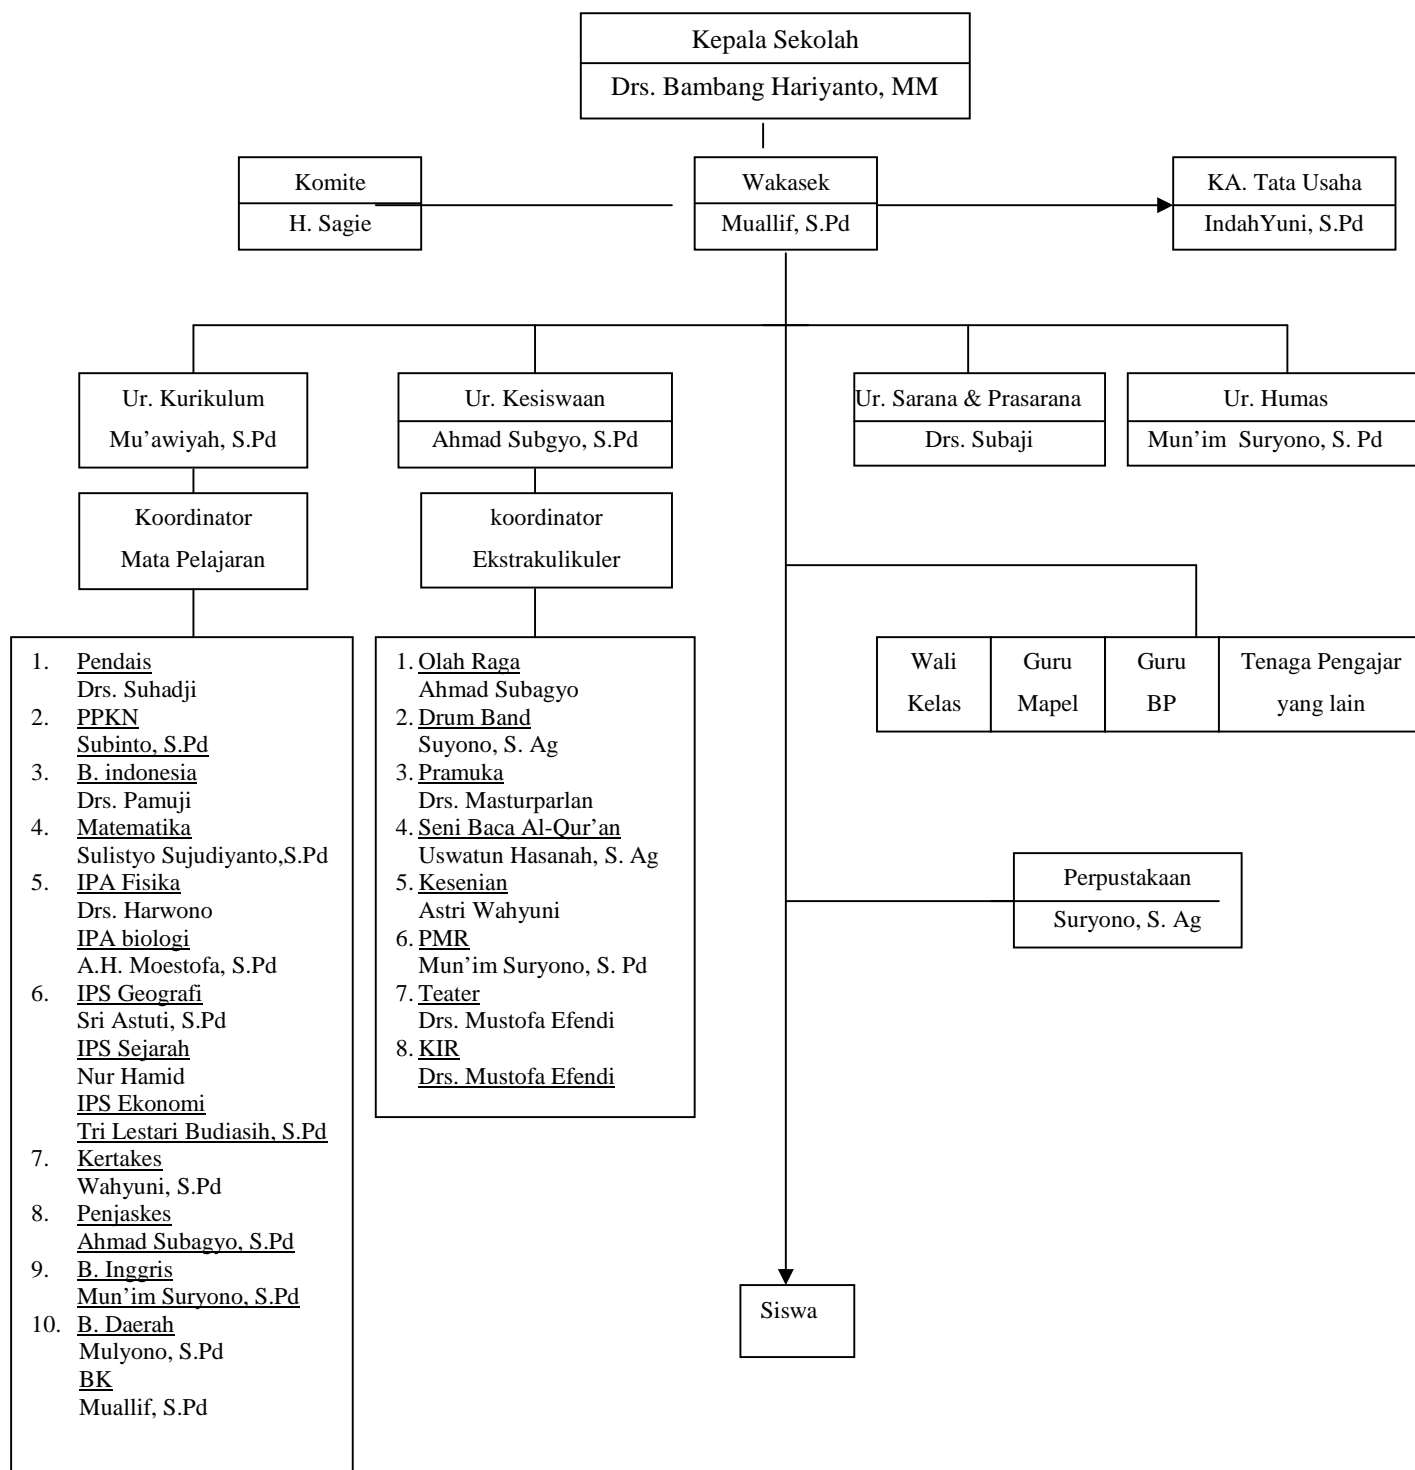 Kepala Sekolah
Drs. Bambang Hariyanto, MM
Komite
H. Sagie
Wakasek
Muallif, S.Pd
KA. Tata Usaha
IndahYuni, S.Pd
Ur. Kurikulum
Mu’awiyah, S.Pd
Ur. Kesiswaan
Ahmad Subgyo, S.Pd
Ur. Sarana & Prasarana
Drs. Subaji
Ur. Humas
Mun’im Suryono, S. Pd
Koordinator
Mata Pelajaran
koordinator
Ekstrakulikuler
1. Pendais
Drs. Suhadji
2. PPKN
Subinto, S.Pd
3. B. indonesia
Drs. Pamuji
4. Matematika
Sulistyo Sujudiyanto,S.Pd
5. IPA Fisika
Drs. Harwono
IPA biologi
A.H. Moestofa, S.Pd
6. IPS Geografi
Sri Astuti, S.Pd
IPS Sejarah
Nur Hamid
IPS Ekonomi
Tri Lestari Budiasih, S.Pd
7. Kertakes
Wahyuni, S.Pd
8. Penjaskes
Ahmad Subagyo, S.Pd
9. B. Inggris
Mun’im Suryono, S.Pd
10. B. Daerah
Mulyono, S.Pd
BK
Muallif, S.Pd
1. Olah Raga
Ahmad Subagyo
2. Drum Band
Suyono, S. Ag
3. Pramuka
Drs. Masturparlan
4. Seni Baca Al-Qur’an
Uswatun Hasanah, S. Ag
5. Kesenian
Astri Wahyuni
6. PMR
Mun’im Suryono, S. Pd
7. Teater
Drs. Mustofa Efendi
8. KIR
Drs. Mustofa Efendi
Wali
Kelas
Guru
Mapel
Guru
BP
Tenaga Pengajar
yang lain
Perpustakaan
Suryono, S. Ag
Siswa